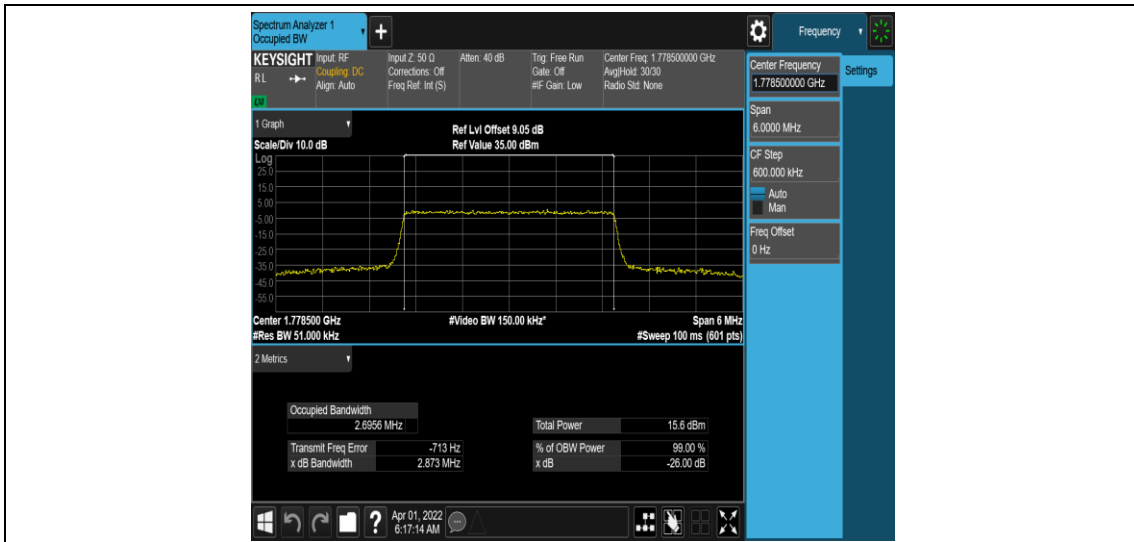 Spectrum Analyzer 1
Occupied BW
+
Frequency
KEYSIGHT
RL
LXI
Input: RF
Coupling: DC
Align: Auto
Input Z: 50 Ω
Corrections: Off
Freq Ref: Int (S)
Atten: 40 dB
Trig: Free Run
Gate: Off
#IF Gain: Low
Center Freq: 1.778500000 GHz
Avg|Hold: 30/30
Radio Std: None
Center Frequency
1.778500000 GHz
Settings
Span
6.0000 MHz
CF Step
600.000 kHz
Auto
Man
Freq Offset
0 Hz
1 Graph
Scale/Div 10.0 dB
Ref Lvl Offset 9.05 dB
Ref Value 35.00 dBm
Log
25.0
15.0
5.00
-5.00
-15.0
-25.0
-35.0
-45.0
-55.0
Center 1.778500 GHz
#Video BW 150.00 kHz*
Span 6 MHz
#Res BW 51.000 kHz
#Sweep 100 ms (601 pts)
2 Metrics
Occupied Bandwidth
2.6956 MHz
Total Power 15.6 dBm
Transmit Freq Error -713 Hz
% of OBW Power 99.00 %
x dB Bandwidth 2.873 MHz
x dB -26.00 dB
?
Apr 01, 2022
6:17:14 AM